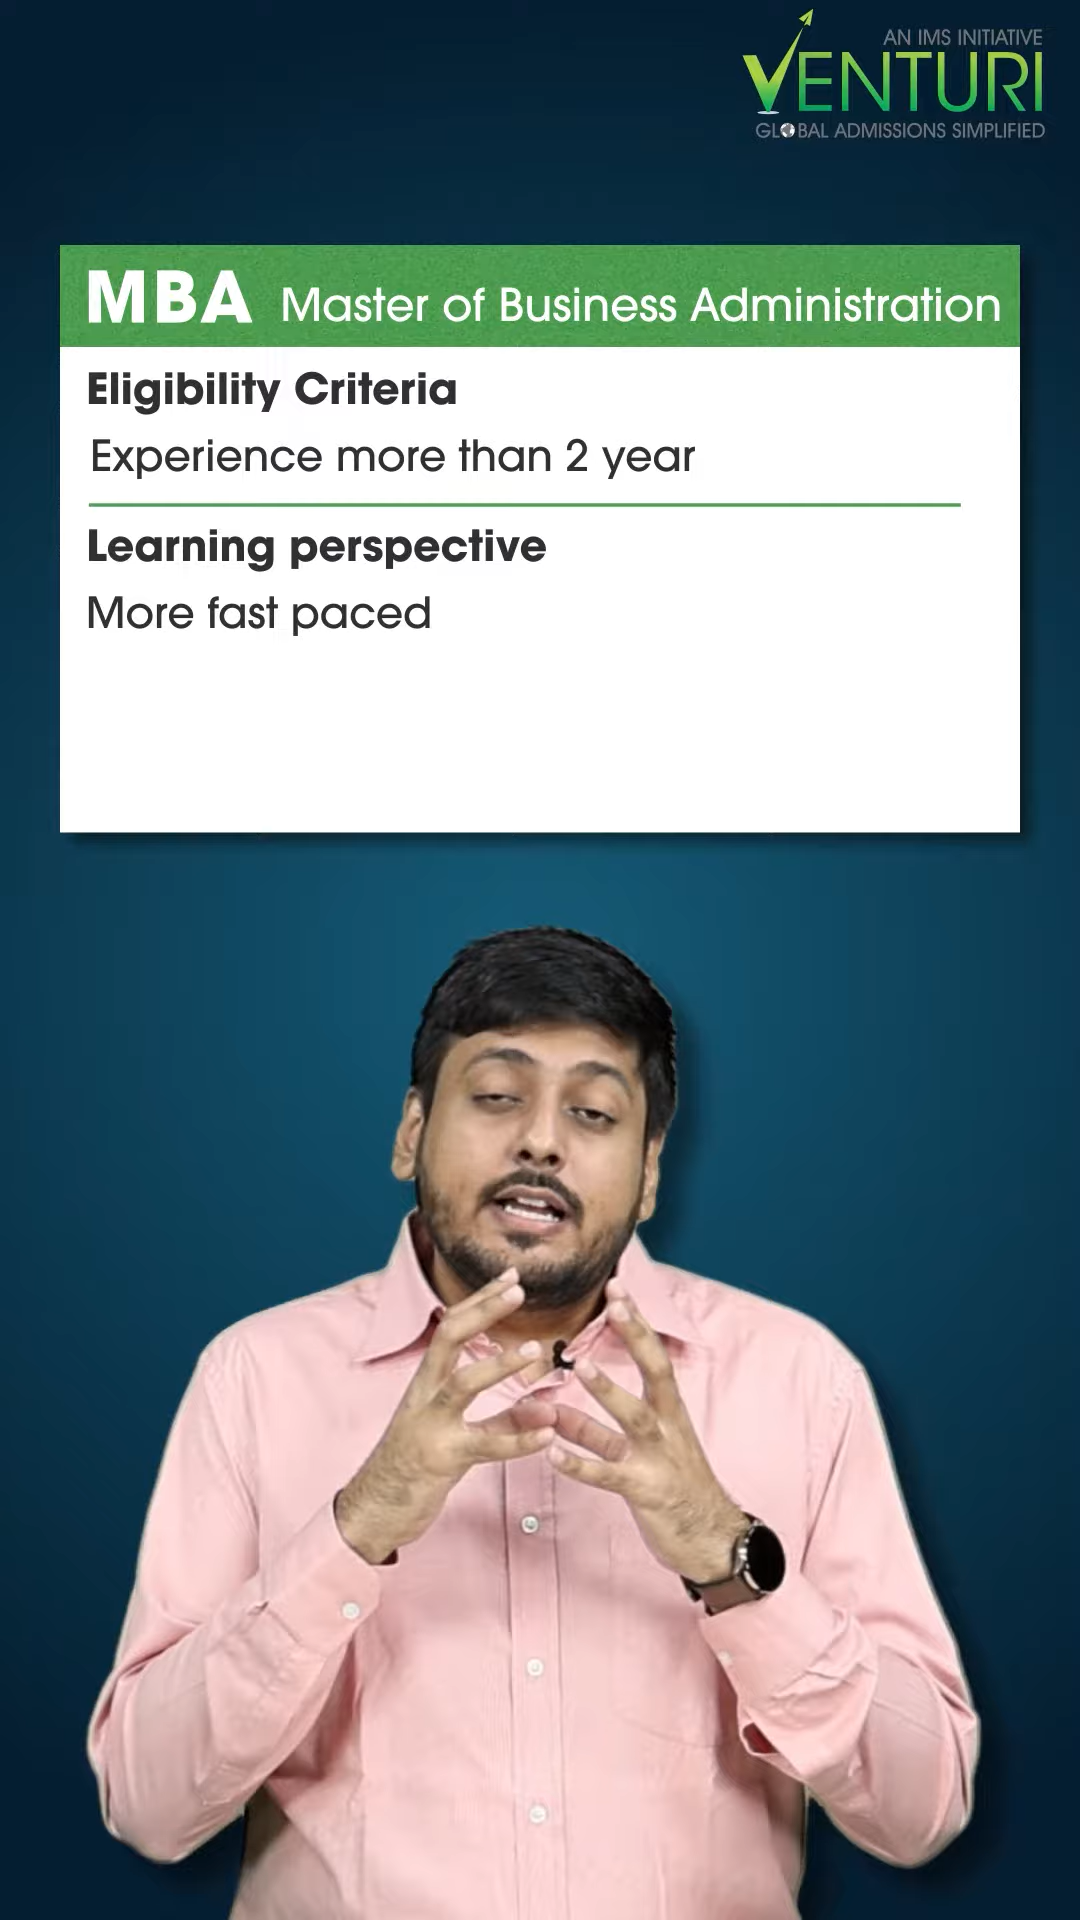 AN IMS INITIATIVE
VENTURI
GLOBAL ADMISSIONS SIMPLIFIED
MBA Master of Business Administration
Eligibility Criteria
Experience more than 2 year
Learning perspective
More fast paced